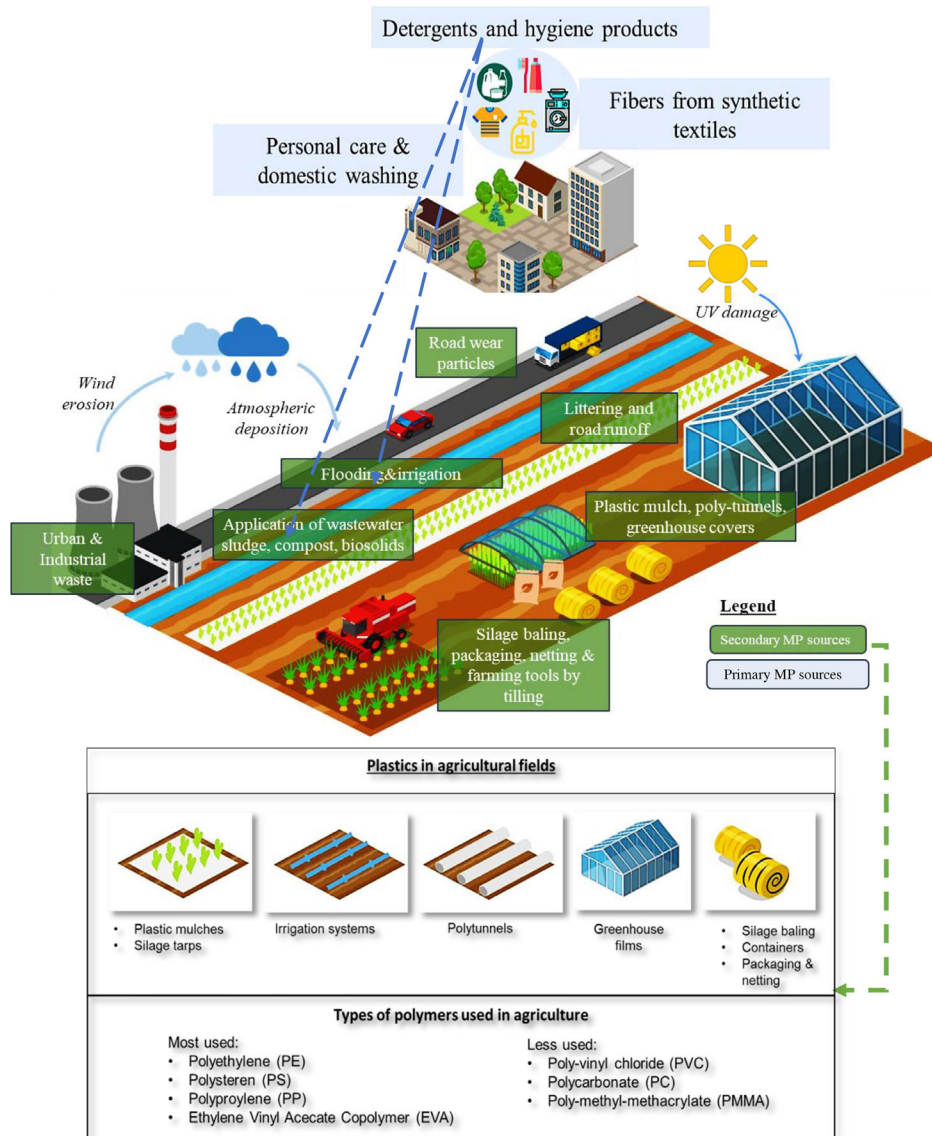 Detergents and hygiene products
Fibers from synthetic
textiles
Personal care &
domestic washing
UV damage
Road wear
particles
Wind
erosion
Atmospheric
deposition
Littering and
road runoff
Flooding&irrigation
Plastic mulch, poly-tunnels,
greenhouse covers
Application of wastewater
sludge, compost, biosolids
Urban &
Industrial
waste
Silage baling,
packaging, netting &
farming tools by
tilling
Legend
Secondary MP sources
Primary MP sources
Plastics in agricultural fields
• Plastic mulches
• Silage tarps
Irrigation systems
Polytunnels
Greenhouse
films
• Silage baling
• Containers
• Packaging &
netting
Types of polymers used in agriculture
Most used:
• Polyethylene (PE)
• Polysteren (PS)
• Polyproylene (PP)
• Ethylene Vinyl Acecate Copolymer (EVA)
Less used:
• Poly-vinyl chloride (PVC)
• Polycarbonate (PC)
• Poly-methyl-methacrylate (PMMA)